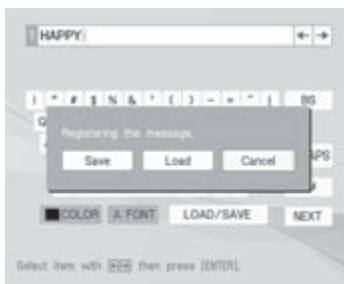 1 HAPPY
← →
! " # $ % & ' ( ) - = ^ | BS
Q
Registering the message.
Save Load Cancel
APS
COLOR A FONT LOAD/SAVE NEXT
Select item with then press [ENTER].